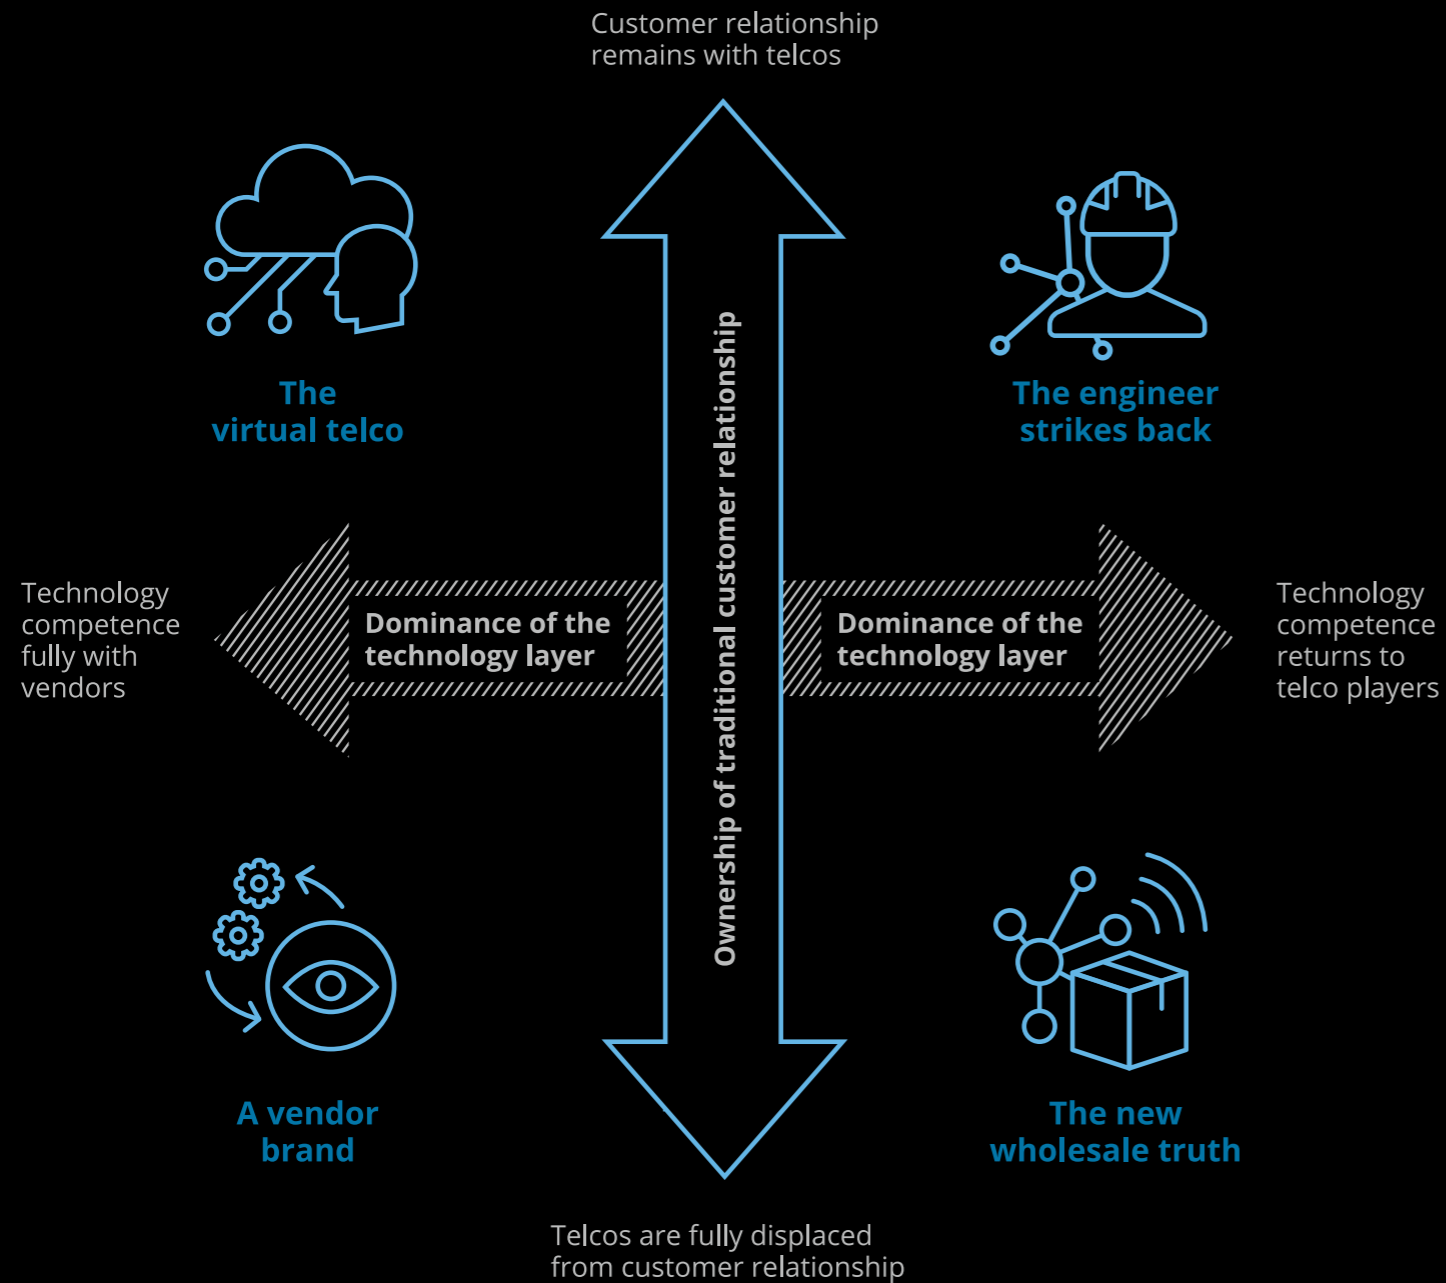 Customer relationship
remains with telcos
The
virtual telco
The engineer
strikes back
Ownership of traditional customer relationship
Technology
competence
fully with
vendors
Dominance of the
technology layer
Dominance of the
technology layer
Technology
competence
returns to
telco players
A vendor
brand
The new
wholesale truth
Telcos are fully displaced
from customer relationship